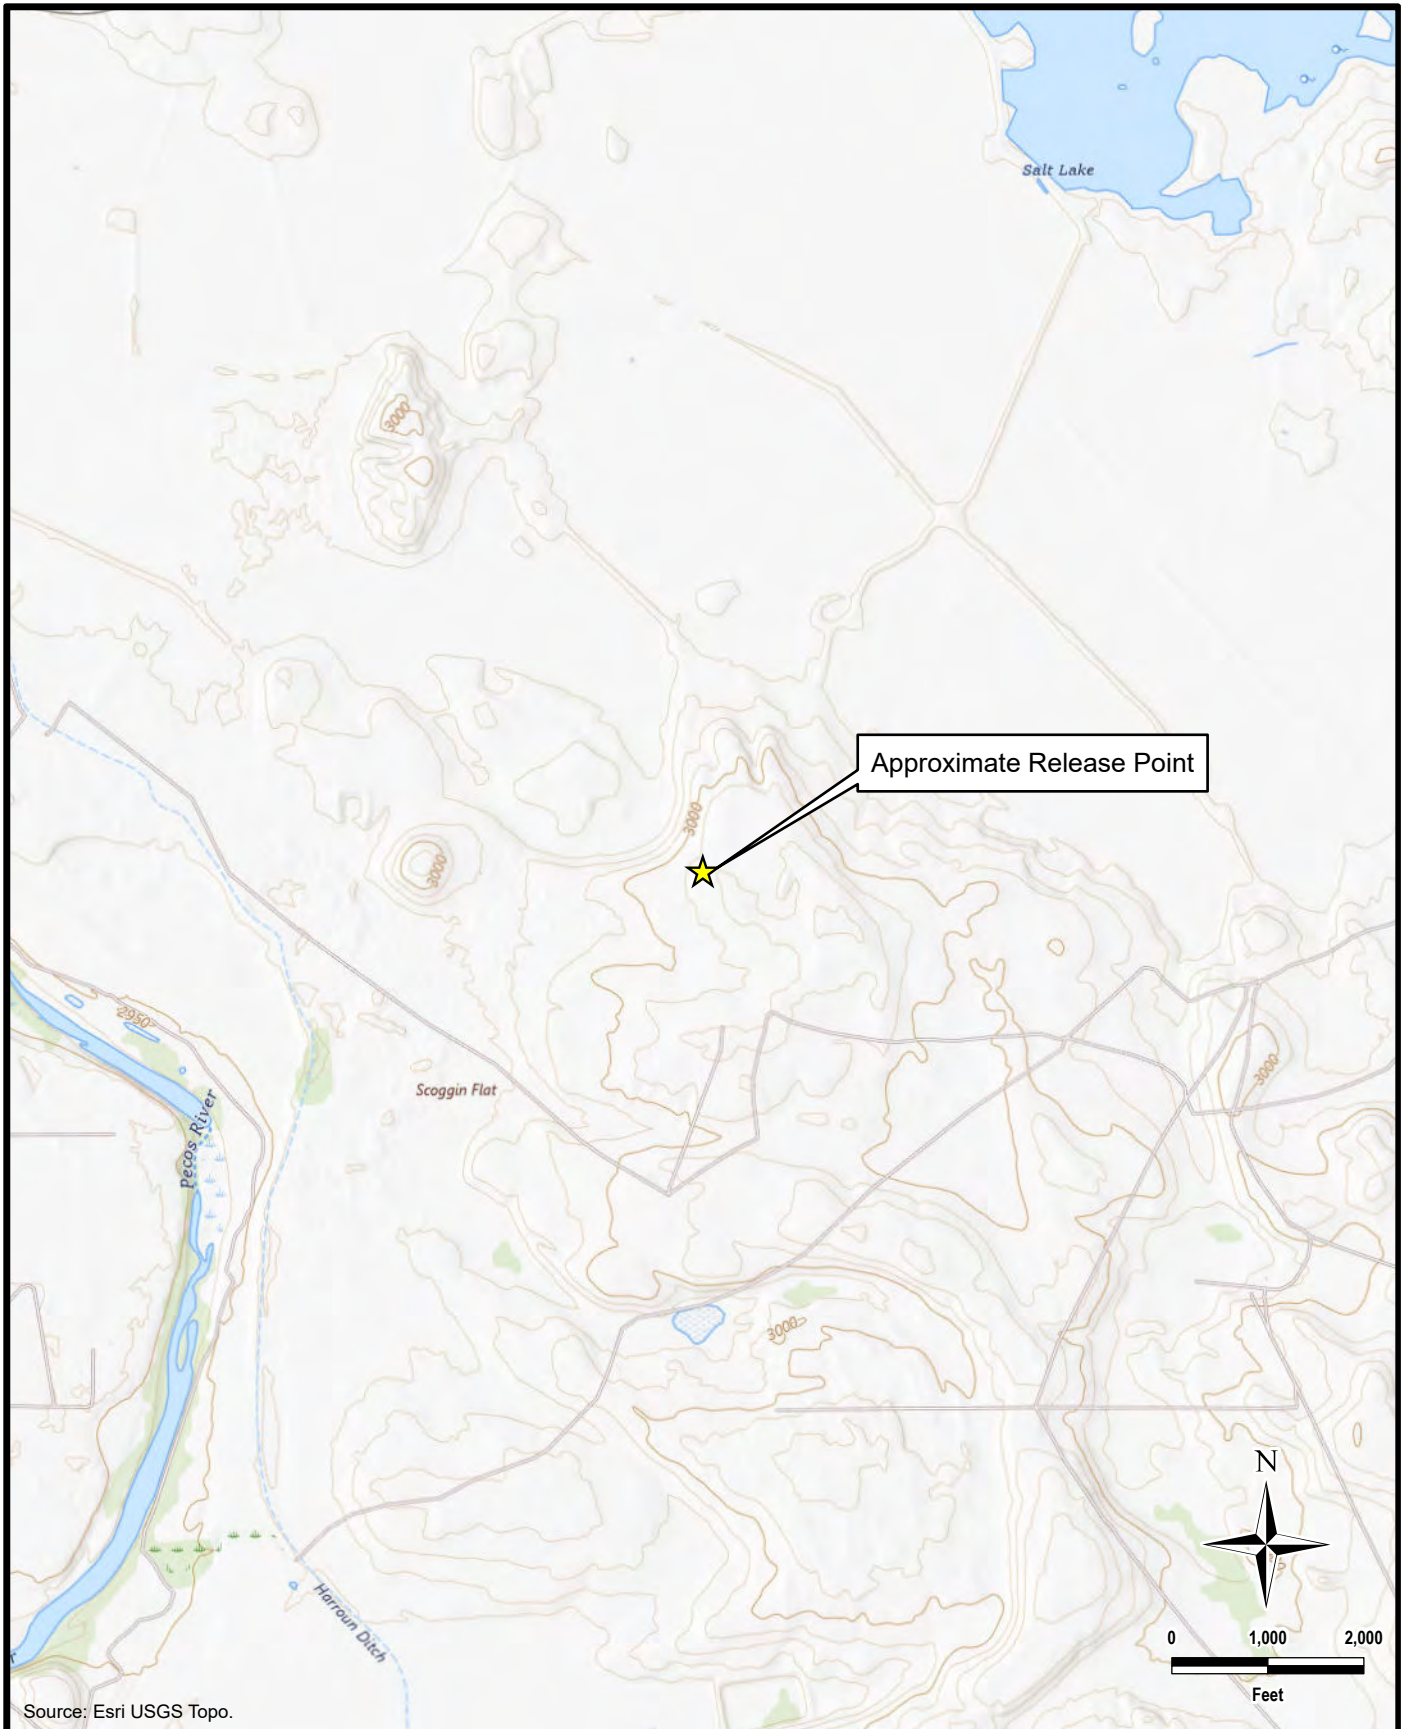 Salt Lake
3000
Approximate Release Point
3000
3000
2950
Scoggin Flat
Pecos River
3000
3000
N
Harroun Ditch
0 1,000 2,000
Feet
r
Source: Esri USGS Topo.